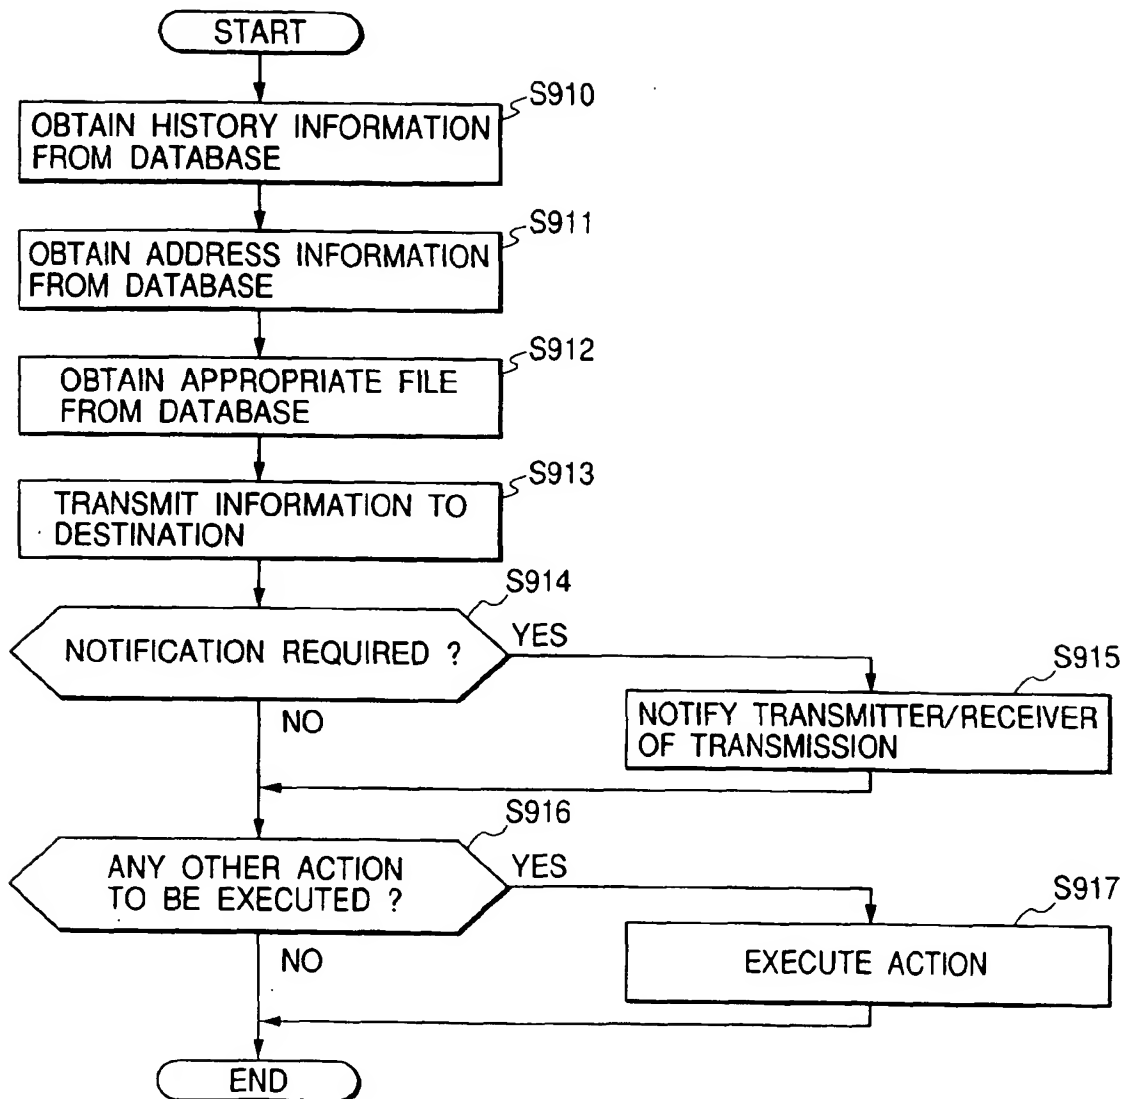 START
S910
OBTAIN HISTORY INFORMATION
FROM DATABASE
S911
OBTAIN ADDRESS INFORMATION
FROM DATABASE
S912
OBTAIN APPROPRIATE FILE
FROM DATABASE
S913
TRANSMIT INFORMATION TO
DESTINATION
S914
NOTIFICATION REQUIRED ?
YES
NO
S915
NOTIFY TRANSMITTER/RECEIVER
OF TRANSMISSION
S916
ANY OTHER ACTION
TO BE EXECUTED ?
YES
NO
S917
EXECUTE ACTION
END